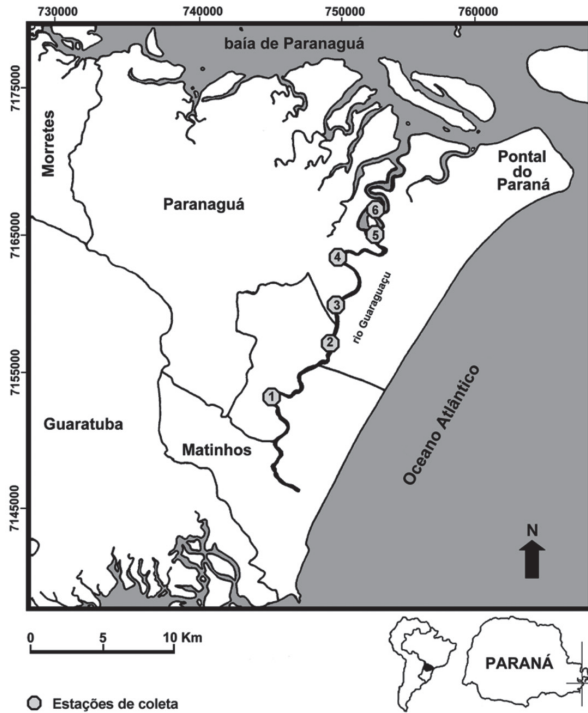 730000 740000 750000 760000
baía de Paranaguá
7175000
Morretes
Pontal
do
Paraná
Paranaguá
6
5
7165000
4
3
rio Guaraguaçu
2
7155000
1
Guaratuba
Matinhos
Oceano Atlântico
7145000
N
0 5 10 Km
PARANÁ
Estações de coleta